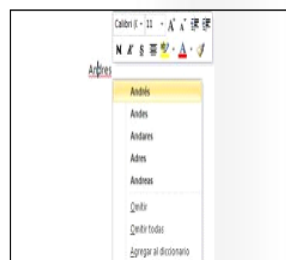 Calibri (C 11 A A
N K S A
Andres
Andrés
Andes
Andares
Adres
Andreas
Omitir
Omitir todas
Agregar al diccionario